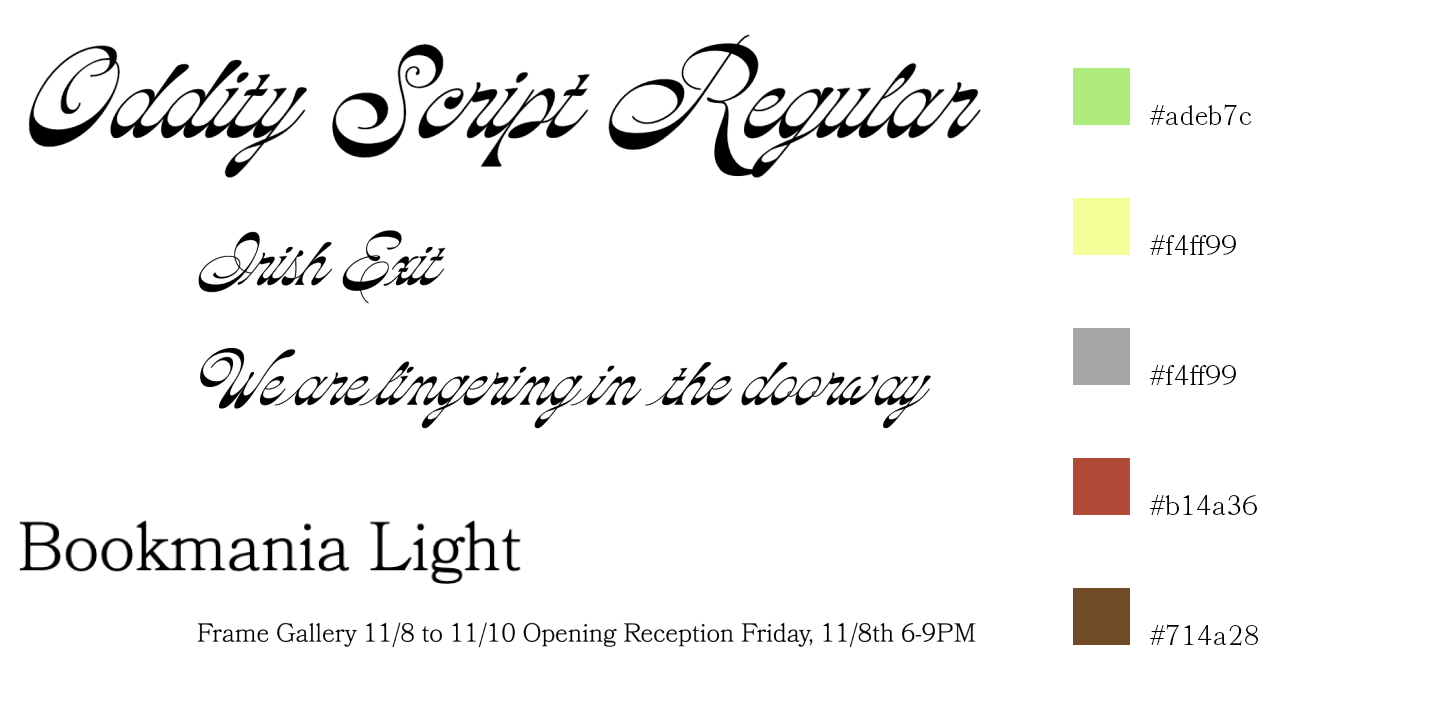 Oddity Script Regular
Irish Exit
We are lingering in the doorway
Bookmania Light
Frame Gallery 11/8 to 11/10 Opening Reception Friday, 11/8th 6-9PM
#adeb7c
#f4ff99
#f4ff99
#b14a36
#714a28